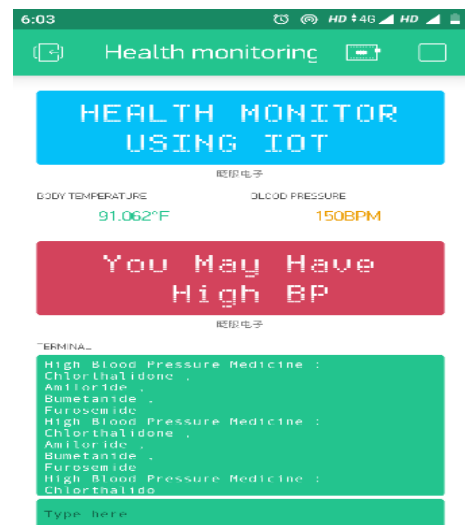 6:03 HD 4G HD
Health monitoring
HEALTH MONITOR
USING IOT
BODY TEMPERATURE BLOOD PRESSURE
91.062°F 150BPM
You May Have
High BP
TERMINAL
High Blood Pressure Medicine :
Chlorthalidone ,
Amiloride ,
Bumetanide ,
Furosemide
High Blood Pressure Medicine :
Chlorthalidone ,
Amiloride ,
Bumetanide ,
Furosemide
High Blood Pressure Medicine :
Chlorthalido
Type here